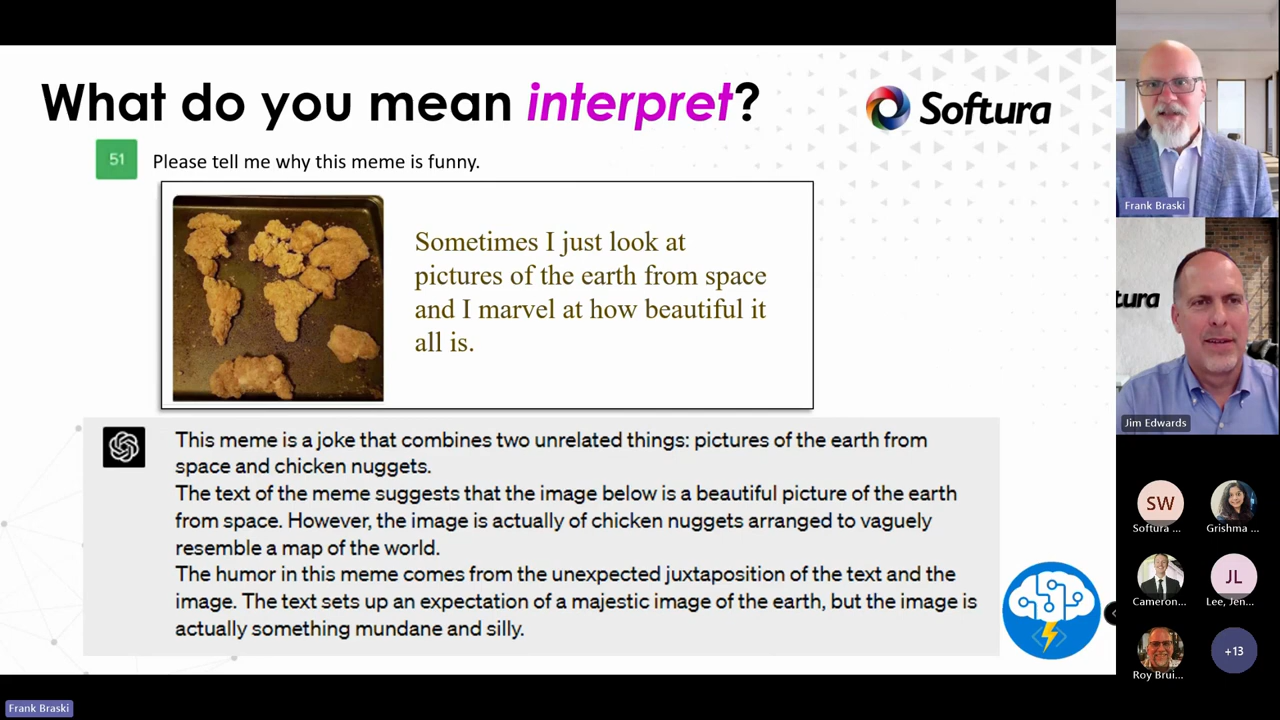 What do you mean interpret?
Softura
51
Please tell me why this meme is funny.
Sometimes I just look at
pictures of the earth from space
and I marvel at how beautiful it
all is.
This meme is a joke that combines two unrelated things: pictures of the earth from
space and chicken nuggets.
The text of the meme suggests that the image below is a beautiful picture of the earth
from space. However, the image is actually of chicken nuggets arranged to vaguely
resemble a map of the world.
The humor in this meme comes from the unexpected juxtaposition of the text and the
image. The text sets up an expectation of a majestic image of the earth, but the image is
actually something mundane and silly.
Frank Braski
tura
Jim Edwards
SW
Softura ...
Grishma ...
Cameron...
JL
Lee, Jen...
Roy Brui...
+13
Frank Braski